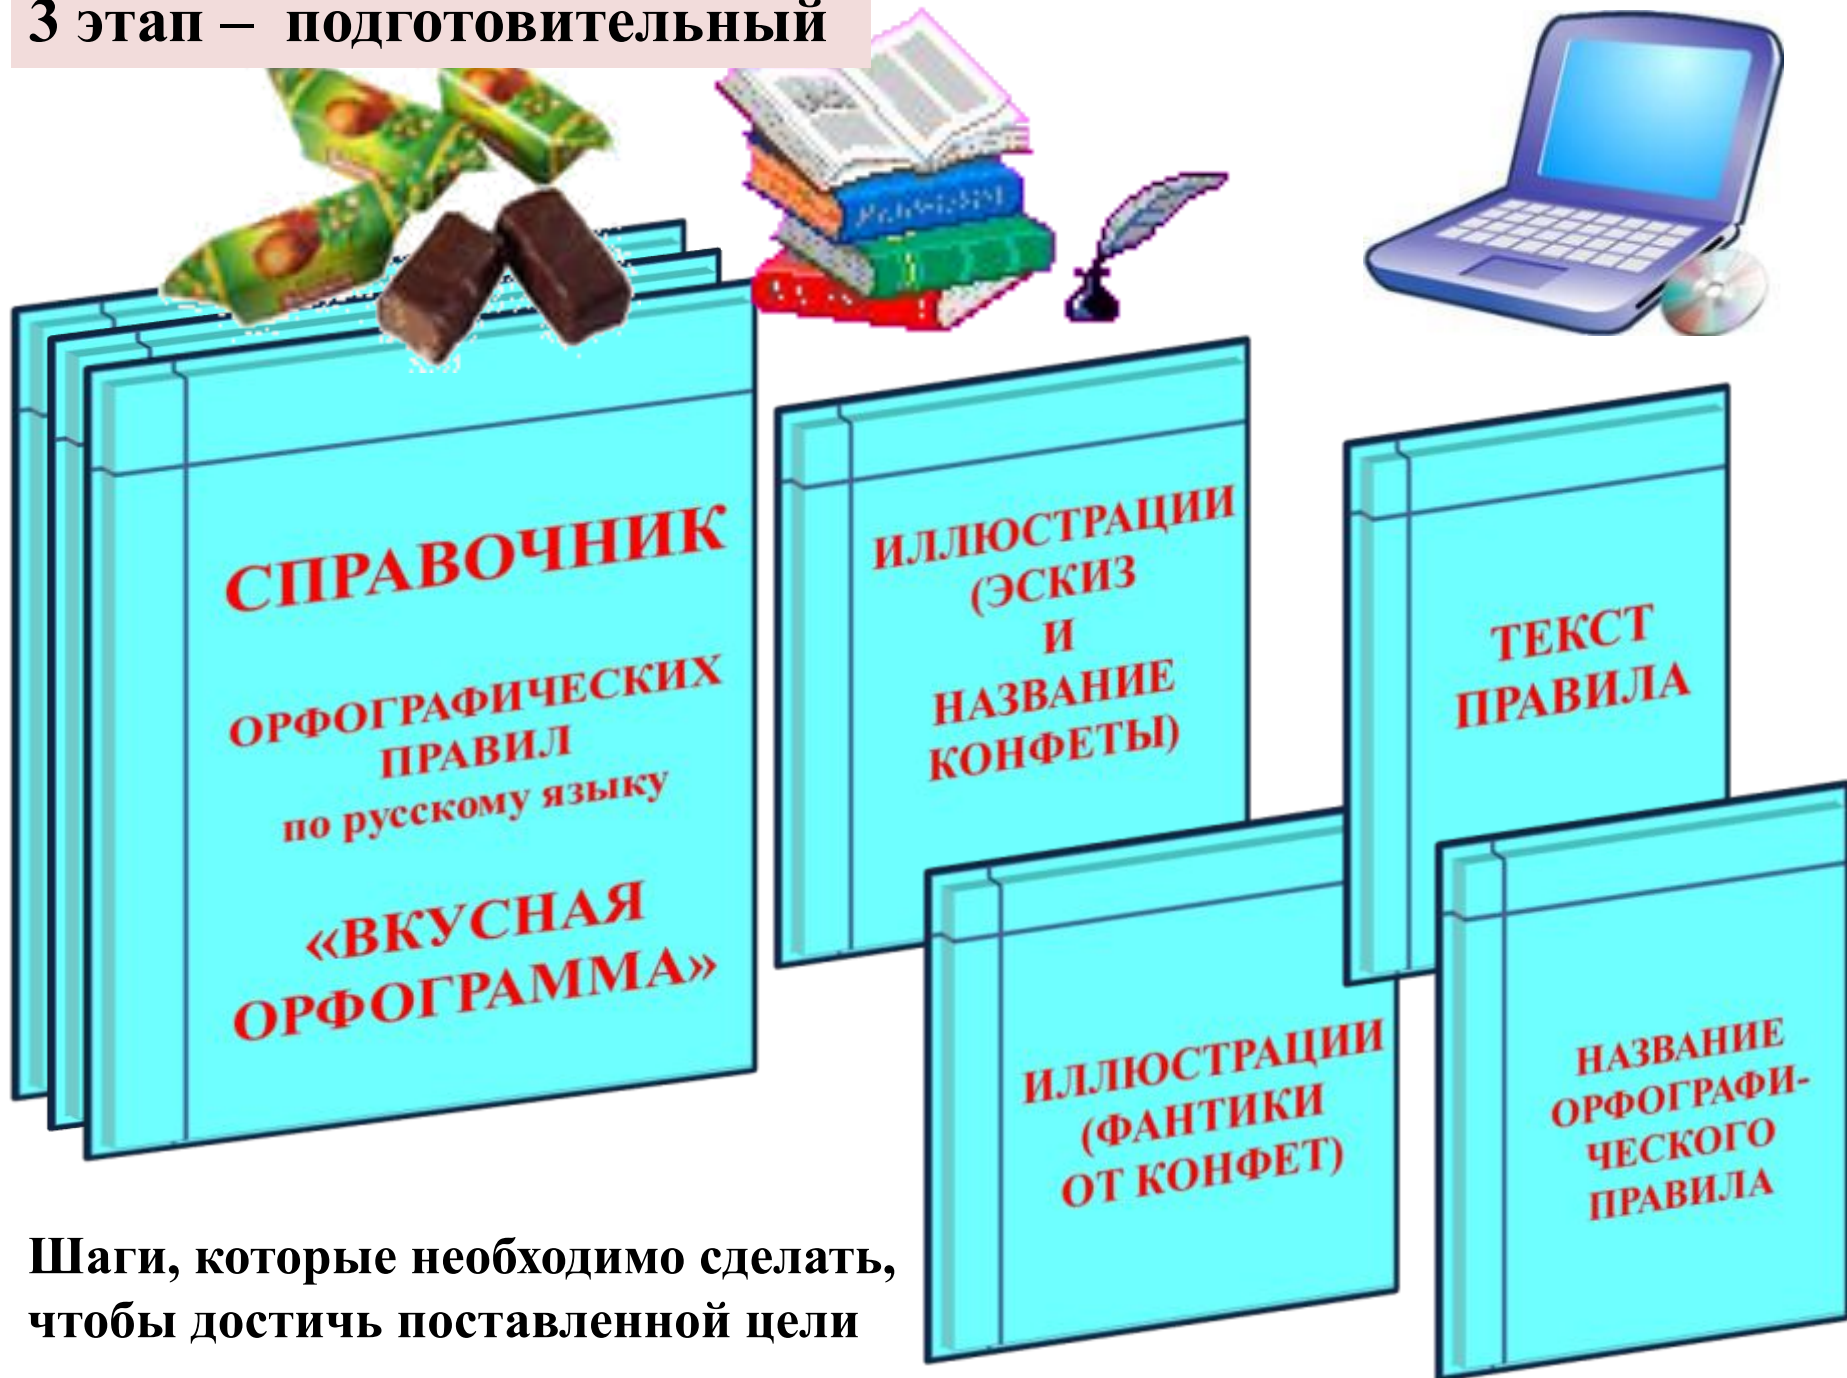 3 этап – подготовительный
СПРАВОЧНИК
ОРФОГРАФИЧЕСКИХ
ПРАВИЛ
по русскому языку
«ВКУСНАЯ
ОРФОГРАММА»
ИЛЛЮСТРАЦИИ
(ЭСКИЗ
И
НАЗВАНИЕ
КОНФЕТЫ)
ТЕКСТ
ПРАВИЛА
ИЛЛЮСТРАЦИИ
(ФАНТИКИ
ОТ КОНФЕТ)
НАЗВАНИЕ
ОРФОГРАФИ-
ЧЕСКОГО
ПРАВИЛА
Шаги, которые необходимо сделать,
чтобы достичь поставленной цели